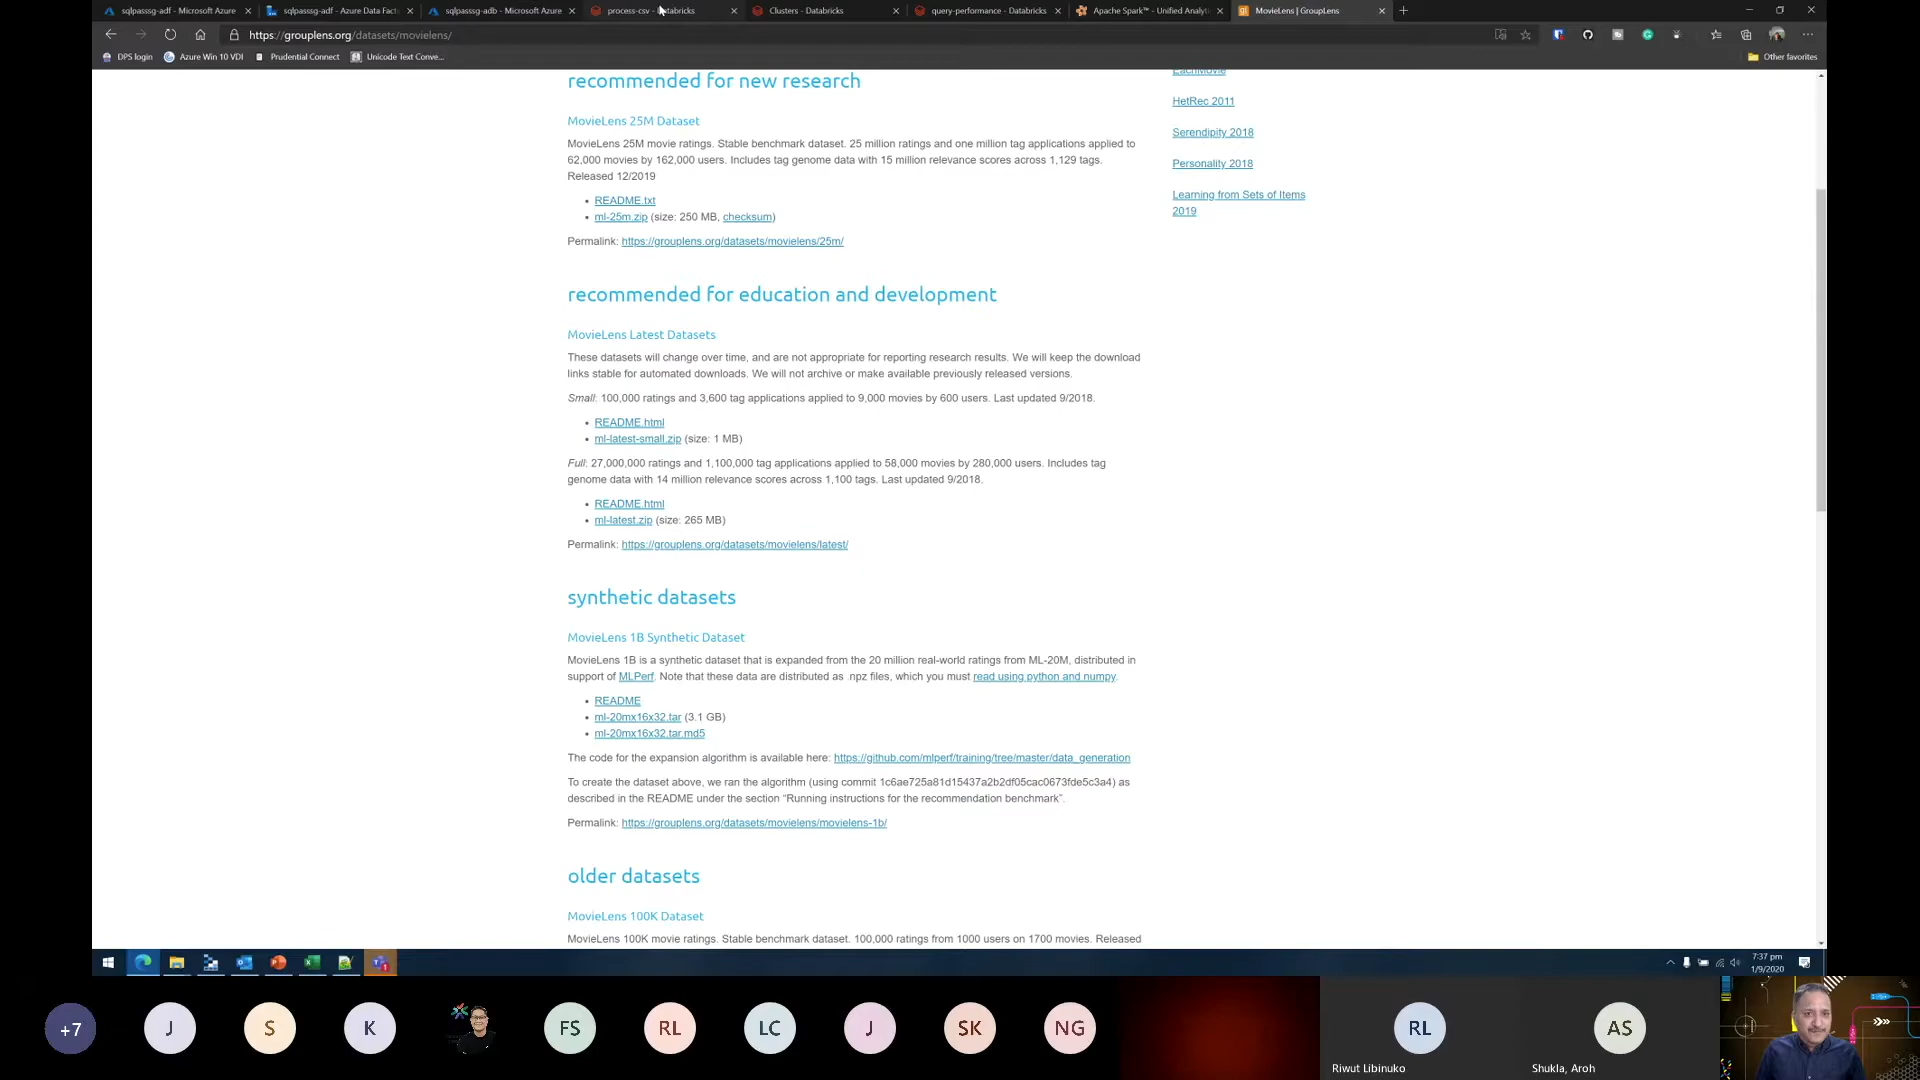 sqlpasssg-adf - Microsoft Azure
sqlpasssg-adf - Azure Data Fact
sqlpasssg-adb - Microsoft Azure
process-csv - Databricks
Clusters - Databricks
query-performance - Databricks
Apache Spark™ - Unified Analyt
MovieLens | GroupLens
https://grouplens.org/datasets/movielens/
DPS login
Azure Win 10 VDI
Prudential Connect
Unicode Text Conve...
Other favorites
recommended for new research
MovieLens 25M Dataset
MovieLens 25M movie ratings. Stable benchmark dataset. 25 million ratings and one million tag applications applied to
62,000 movies by 162,000 users. Includes tag genome data with 15 million relevance scores across 1,129 tags.
Released 12/2019
README.txt
ml-25m.zip (size: 250 MB, checksum)
Permalink: https://grouplens.org/datasets/movielens/25m/
recommended for education and development
MovieLens Latest Datasets
These datasets will change over time, and are not appropriate for reporting research results. We will keep the download
links stable for automated downloads. We will not archive or make available previously released versions.
Small: 100,000 ratings and 3,600 tag applications applied to 9,000 movies by 600 users. Last updated 9/2018.
README.html
ml-latest-small.zip (size: 1 MB)
Full: 27,000,000 ratings and 1,100,000 tag applications applied to 58,000 movies by 280,000 users. Includes tag
genome data with 14 million relevance scores across 1,100 tags. Last updated 9/2018.
README.html
ml-latest.zip (size: 265 MB)
Permalink: https://grouplens.org/datasets/movielens/latest/
synthetic datasets
MovieLens 1B Synthetic Dataset
MovieLens 1B is a synthetic dataset that is expanded from the 20 million real-world ratings from ML-20M, distributed in
support of MLPerf. Note that these data are distributed as .npz files, which you must read using python and numpy.
README
ml-20mx16x32.tar (3.1 GB)
ml-20mx16x32.tar.md5
The code for the expansion algorithm is available here: https://github.com/mlperf/training/tree/master/data_generation
To create the dataset above, we ran the algorithm (using commit 1c6ae725a81d15437a2b2df05cac0673fde5c3a4) as
described in the README under the section “Running instructions for the recommendation benchmark”.
Permalink: https://grouplens.org/datasets/movielens/movielens-1b/
older datasets
MovieLens 100K Dataset
MovieLens 100K movie ratings. Stable benchmark dataset. 100,000 ratings from 1000 users on 1700 movies. Released
EachMovie
HetRec 2011
Serendipity 2018
Personality 2018
Learning from Sets of Items
2019
7:37 pm
1/9/2020
+7
J
S
K
FS
RL
LC
J
SK
NG
RL
Riwut Libinuko
AS
Shukla, Aroh